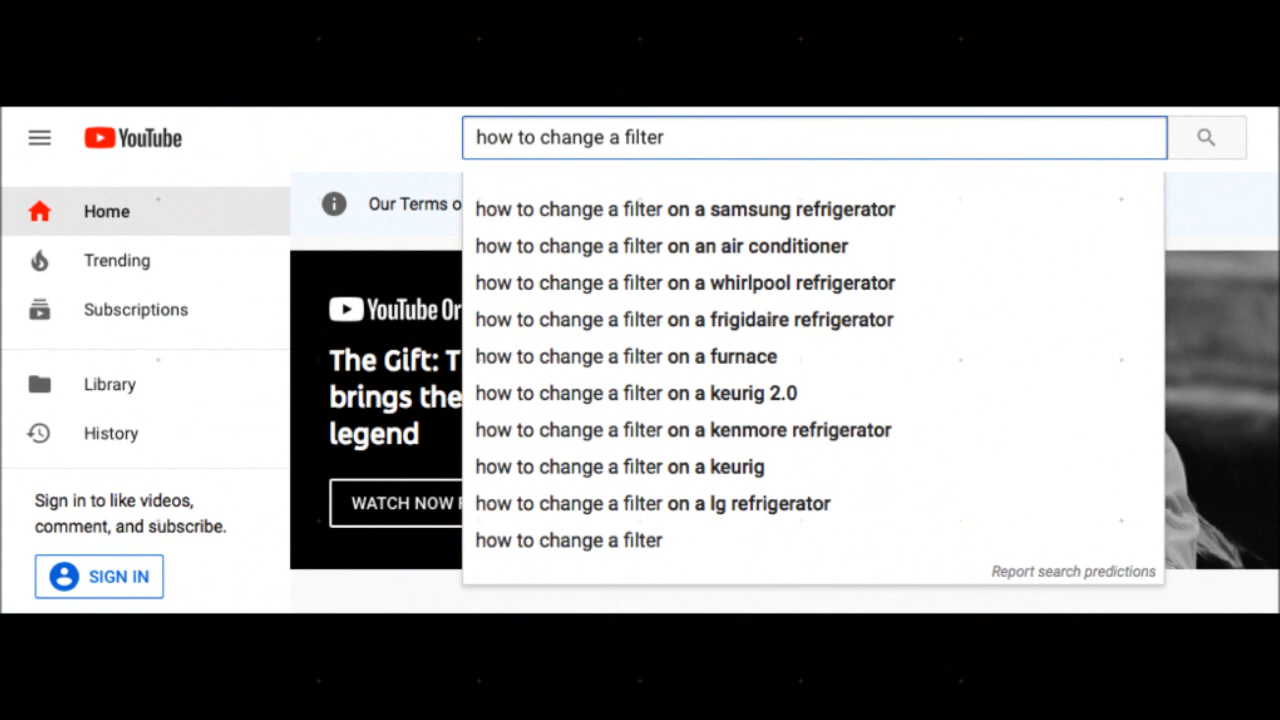 YouTube
how to change a filter
Home
Trending
Subscriptions
Library
History
Sign in to like videos,
comment, and subscribe.
SIGN IN
Our Terms o
YouTube Or
The Gift: T
brings the
legend
WATCH NOW
how to change a filter on a samsung refrigerator
how to change a filter on an air conditioner
how to change a filter on a whirlpool refrigerator
how to change a filter on a frigidaire refrigerator
how to change a filter on a furnace
how to change a filter on a keurig 2.0
how to change a filter on a kenmore refrigerator
how to change a filter on a keurig
how to change a filter on a lg refrigerator
how to change a filter
Report search predictions